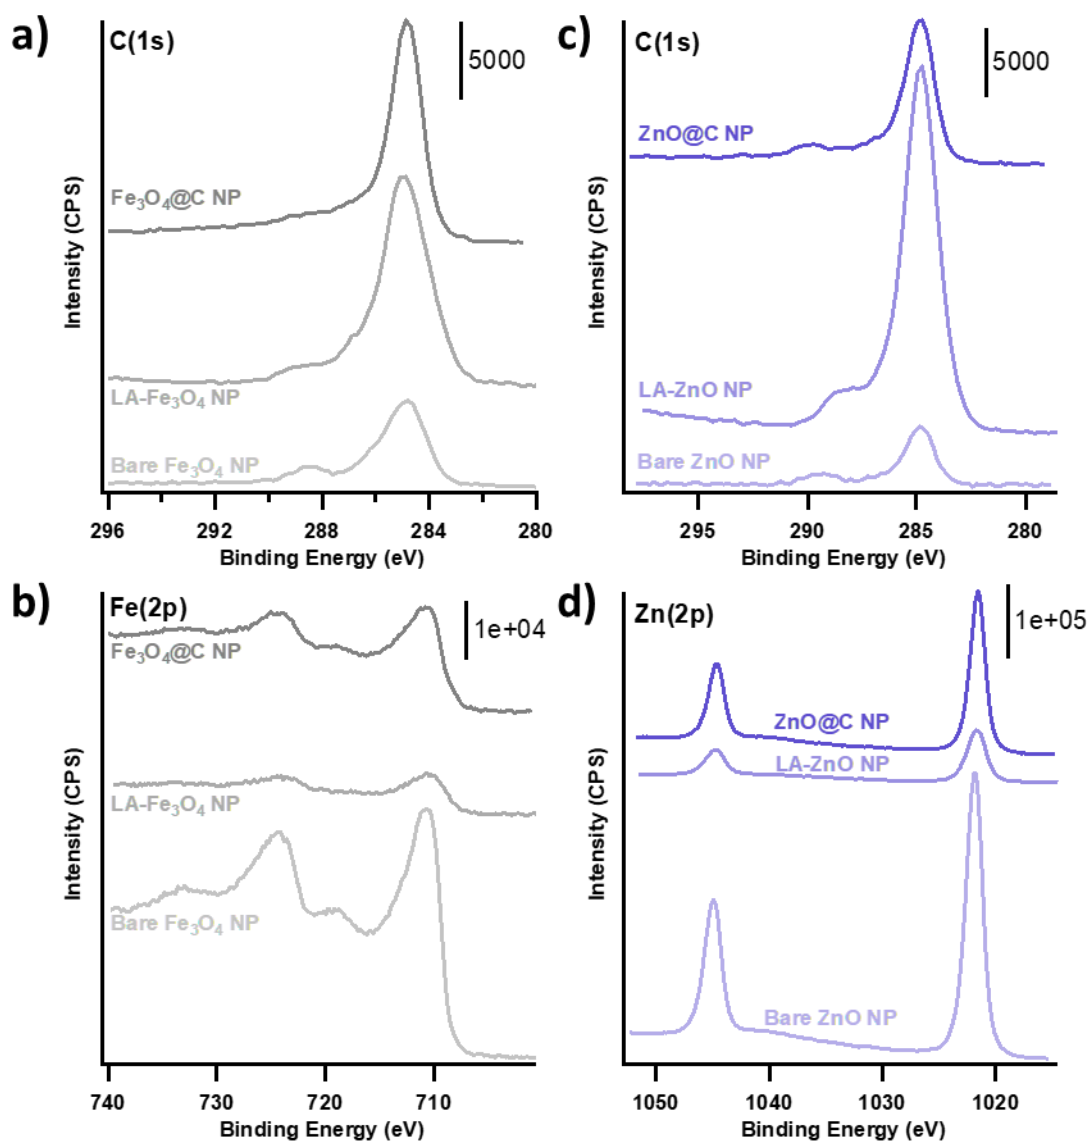 a)
C(1s)
5000
Fe₃O₄@C NP
LA-Fe₃O₄ NP
Bare Fe₃O₄ NP
Intensity (CPS)
296 292 288 284 280
Binding Energy (eV)
c)
C(1s)
5000
ZnO@C NP
LA-ZnO NP
Bare ZnO NP
Intensity (CPS)
295 290 285 280
Binding Energy (eV)
b)
Fe(2p)
1e+04
Fe₃O₄@C NP
LA-Fe₃O₄ NP
Bare Fe₃O₄ NP
Intensity (CPS)
740 730 720 710
Binding Energy (eV)
d)
Zn(2p)
1e+05
ZnO@C NP
LA-ZnO NP
Bare ZnO NP
Intensity (CPS)
1050 1040 1030 1020
Binding Energy (eV)